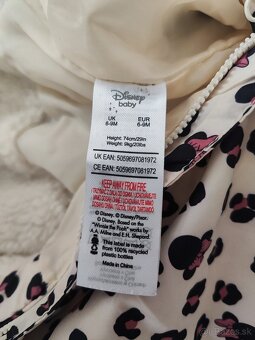 Disney
baby
UK EUR
6-9M 6-9M
Height: 74cm/29in
Weight: 9kg/20lbs
UK EAN: 5059697081972
CE EAN: 5059697081972
KEEP AWAY FROM FIRE
© Disney. © Disney/Pixar.
© Disney. Based on the
"Winnie the Pooh" works by
A.A. Milne and E.H. Shepard.
This label is made
from 100% recycled
plastic bottles
Made in China
bazos.sk